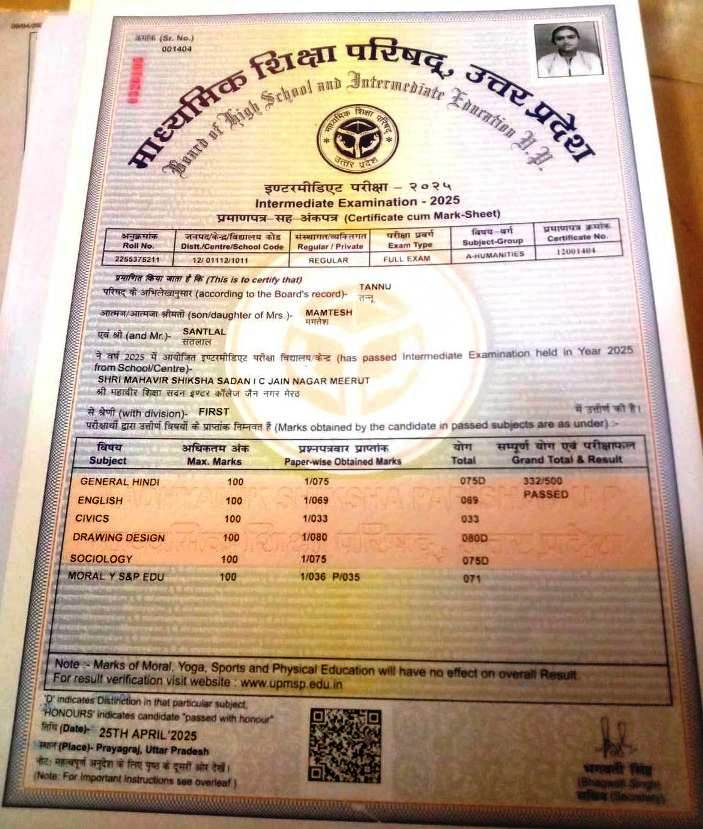 क्रमांक (Sr. No.)
001404
माध्यमिक शिक्षा परिषद्, उत्तर प्रदेश
Board of High School and Intermediate Education U.P.
माध्यमिक शिक्षा परिषद्
उत्तर प्रदेश
इण्टरमीडिएट परीक्षा - २०२५
Intermediate Examination - 2025
प्रमाणपत्र-सह अंकपत्र (Certificate cum Mark-Sheet)
अनुक्रमांक जनपद/केन्द्र/विद्यालय कोड संस्थागत/व्यक्तिगत परीक्षा प्रवर्ग विषय-वर्ग प्रमाणपत्र क्रमांक
Roll No. Distt./Centre/School Code Regular / Private Exam Type Subject-Group Certificate No.
2255375211 12/ 01112/1011 REGULAR FULL EXAM A-HUMANITIES 12001404
प्रमाणित किया जाता है कि (This is to certify that)
परिषद् के अभिलेखानुसार (according to the Board's record)- TANNU
तन्नू
आत्मज/आत्मजा श्रीमती (son/daughter of Mrs.)- MAMTESH
ममतेश
एवं श्री (and Mr.)- SANTLAL
संतलाल
ने वर्ष 2025 में आयोजित इण्टरमीडिएट परीक्षा विद्यालय/केन्द्र (has passed Intermediate Examination held in Year 2025
from School/Centre)-
SHRI MAHAVIR SHIKSHA SADAN I C JAIN NAGAR MEERUT
श्री महावीर शिक्षा सदन इण्टर कॉलेज जैन नगर मेरठ
से श्रेणी (with division)- FIRST में उत्तीर्ण की है।
परीक्षार्थी द्वारा उत्तीर्ण विषयों के प्राप्तांक निम्नवत हैं (Marks obtained by the candidate in passed subjects are as under) :-
विषय अधिकतम अंक प्रश्नपत्रवार प्राप्तांक योग सम्पूर्ण योग एवं परीक्षाफल
Subject Max. Marks Paper-wise Obtained Marks Total Grand Total & Result
GENERAL HINDI 100 1/075 075D 332/500
ENGLISH 100 1/069 069 PASSED
CIVICS 100 1/033 033
DRAWING DESIGN 100 1/080 080D
SOCIOLOGY 100 1/075 075D
MORAL Y S&P EDU 100 1/036 P/035 071
Note :- Marks of Moral, Yoga, Sports and Physical Education will have no effect on overall Result.
For result verification visit website : www.upmsp.edu.in
'D' indicates Distinction in that particular subject,
'HONOURS' indicates candidate "passed with honour"
तिथि (Date)- 25TH APRIL'2025
स्थान (Place)- Prayagraj, Uttar Pradesh
नोट: महत्वपूर्ण अनुदेश के लिए पृष्ठ के दूसरी ओर देखें।
(Note: For Important Instructions see overleaf)
भगवती सिंह
(Bhagwati Singh)
सचिव (Secretary)